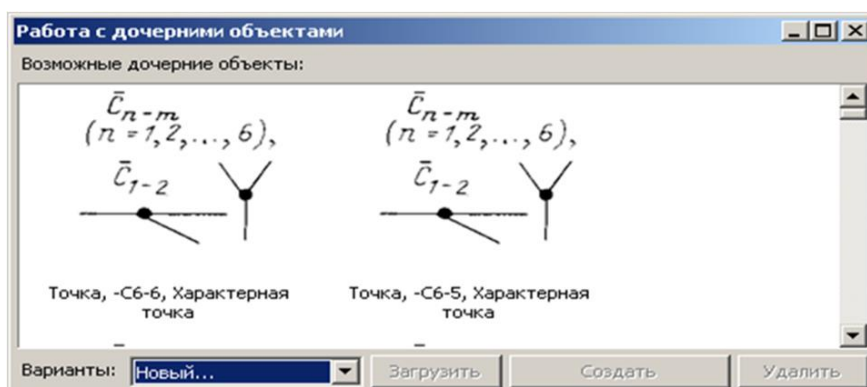 Работа с дочерними объектами
Возможные дочерние объекты:
C̄n-m C̄n-m
(n = 1, 2, ..., 6), (n = 1, 2, ..., 6),
C̄1-2 C̄1-2
Точка, -C6-6, Характерная точка
Точка, -C6-5, Характерная точка
Варианты: Новый... Загрузить Создать Удалить